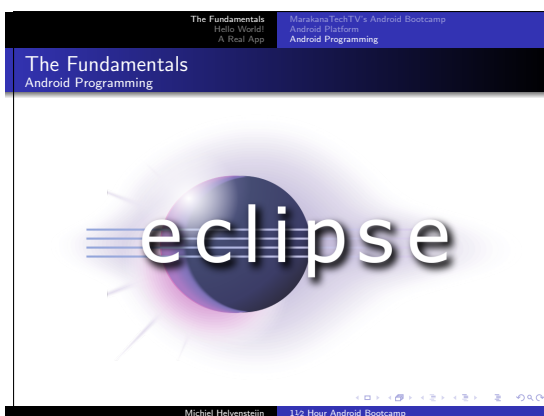 The Fundamentals
Hello World!
A Real App
MarakanaTechTV's Android Bootcamp
Android Platform
Android Programming
The Fundamentals
Android Programming
eclipse
Michiel Helvensteijn
1½ Hour Android Bootcamp